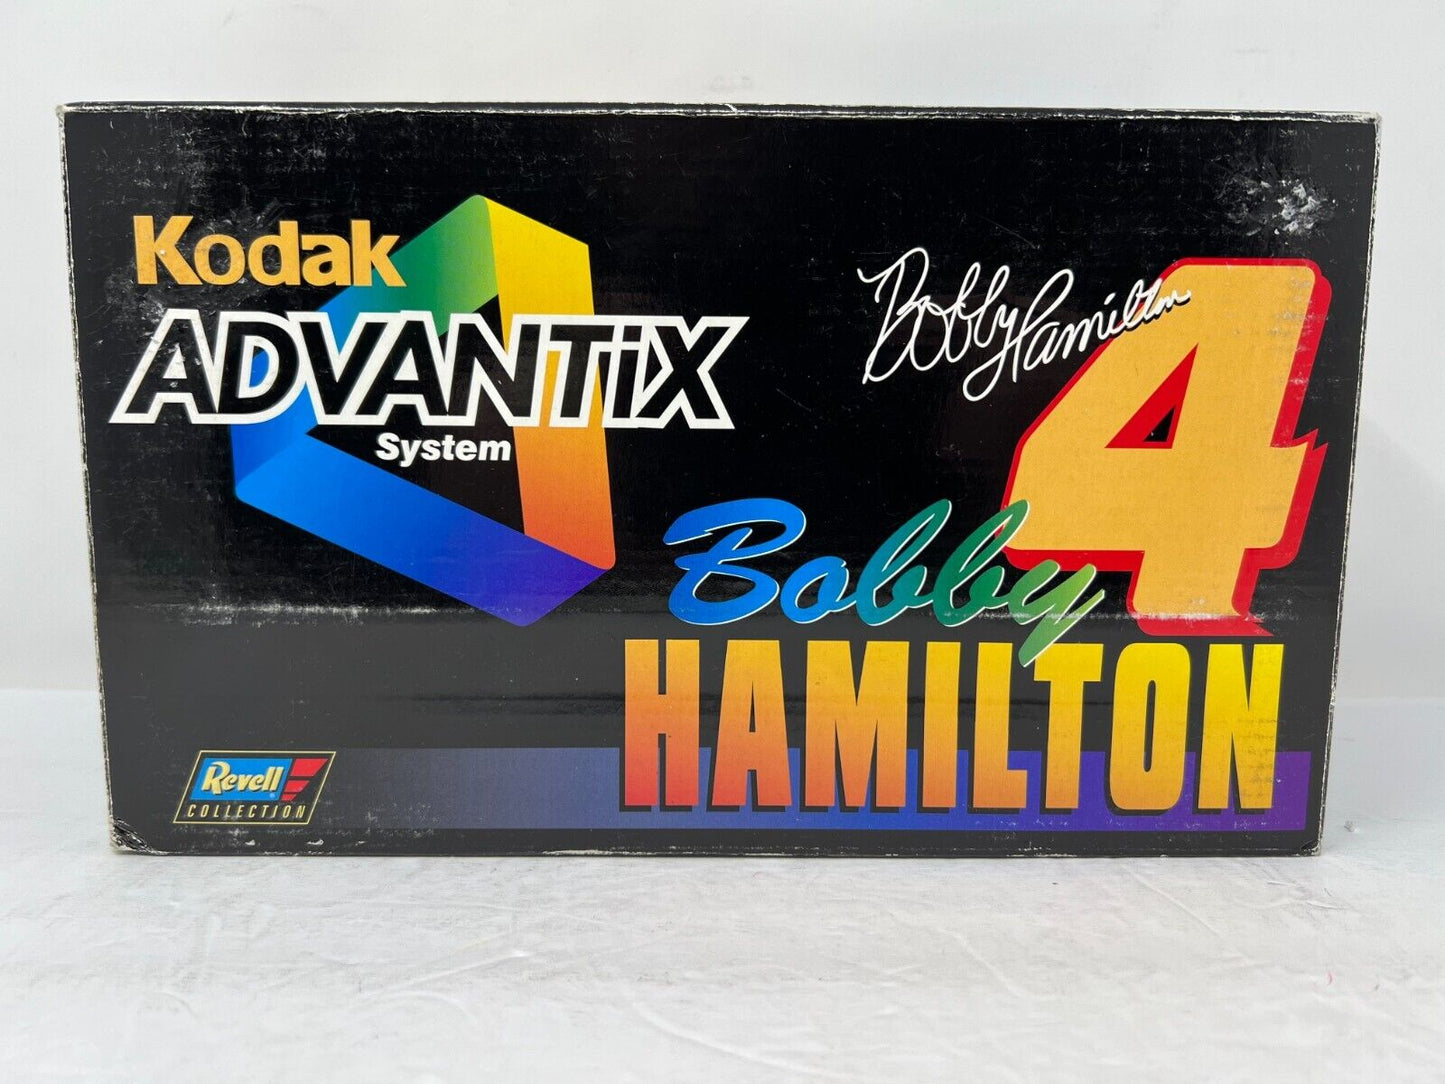 Kodak
ADVANTiX
System
Bobby Hamilton
4
Bobby
HAMILTON
Revell
COLLECTION